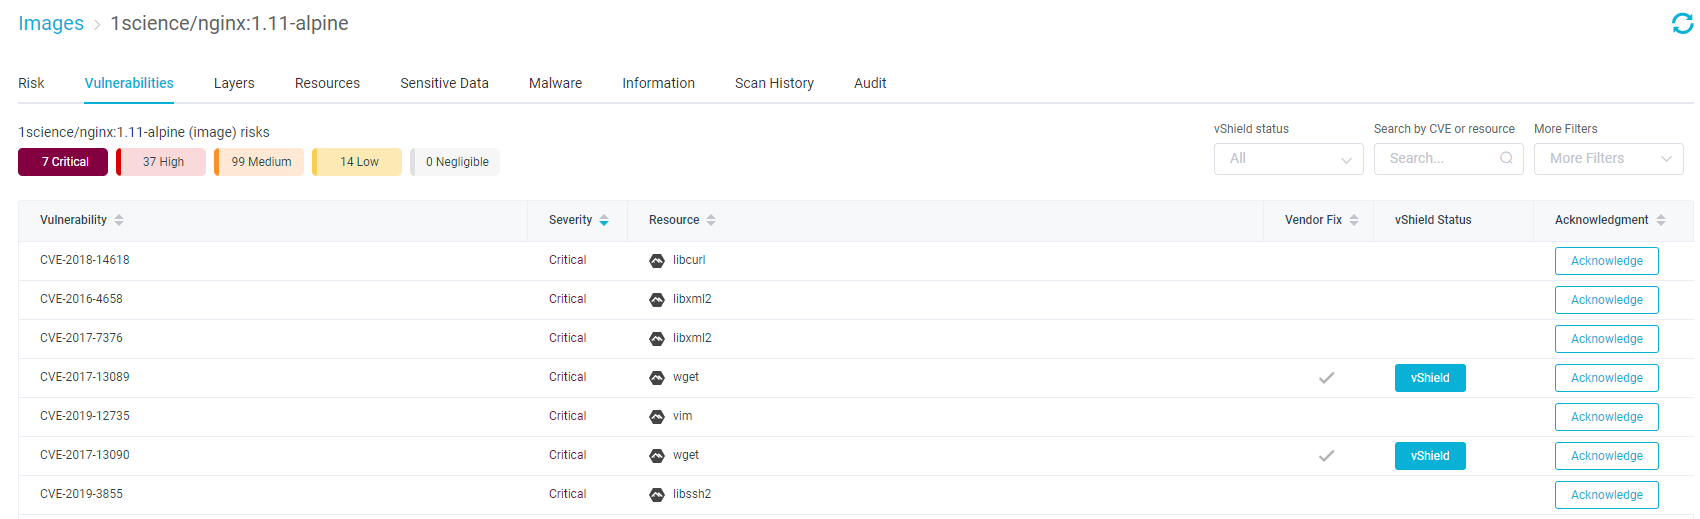 Images > 1science/nginx:1.11-alpine
Risk Vulnerabilities Layers Resources Sensitive Data Malware Information Scan History Audit
1science/nginx:1.11-alpine (image) risks
7 Critical 37 High 99 Medium 14 Low 0 Negligible
vShield status Search by CVE or resource More Filters
All Search... More Filters
Vulnerability Severity Resource Vendor Fix vShield Status Acknowledgment
CVE-2018-14618 Critical libcurl Acknowledge
CVE-2016-4658 Critical libxml2 Acknowledge
CVE-2017-7376 Critical libxml2 Acknowledge
CVE-2017-13089 Critical wget vShield Acknowledge
CVE-2019-12735 Critical vim Acknowledge
CVE-2017-13090 Critical wget vShield Acknowledge
CVE-2019-3855 Critical libssh2 Acknowledge